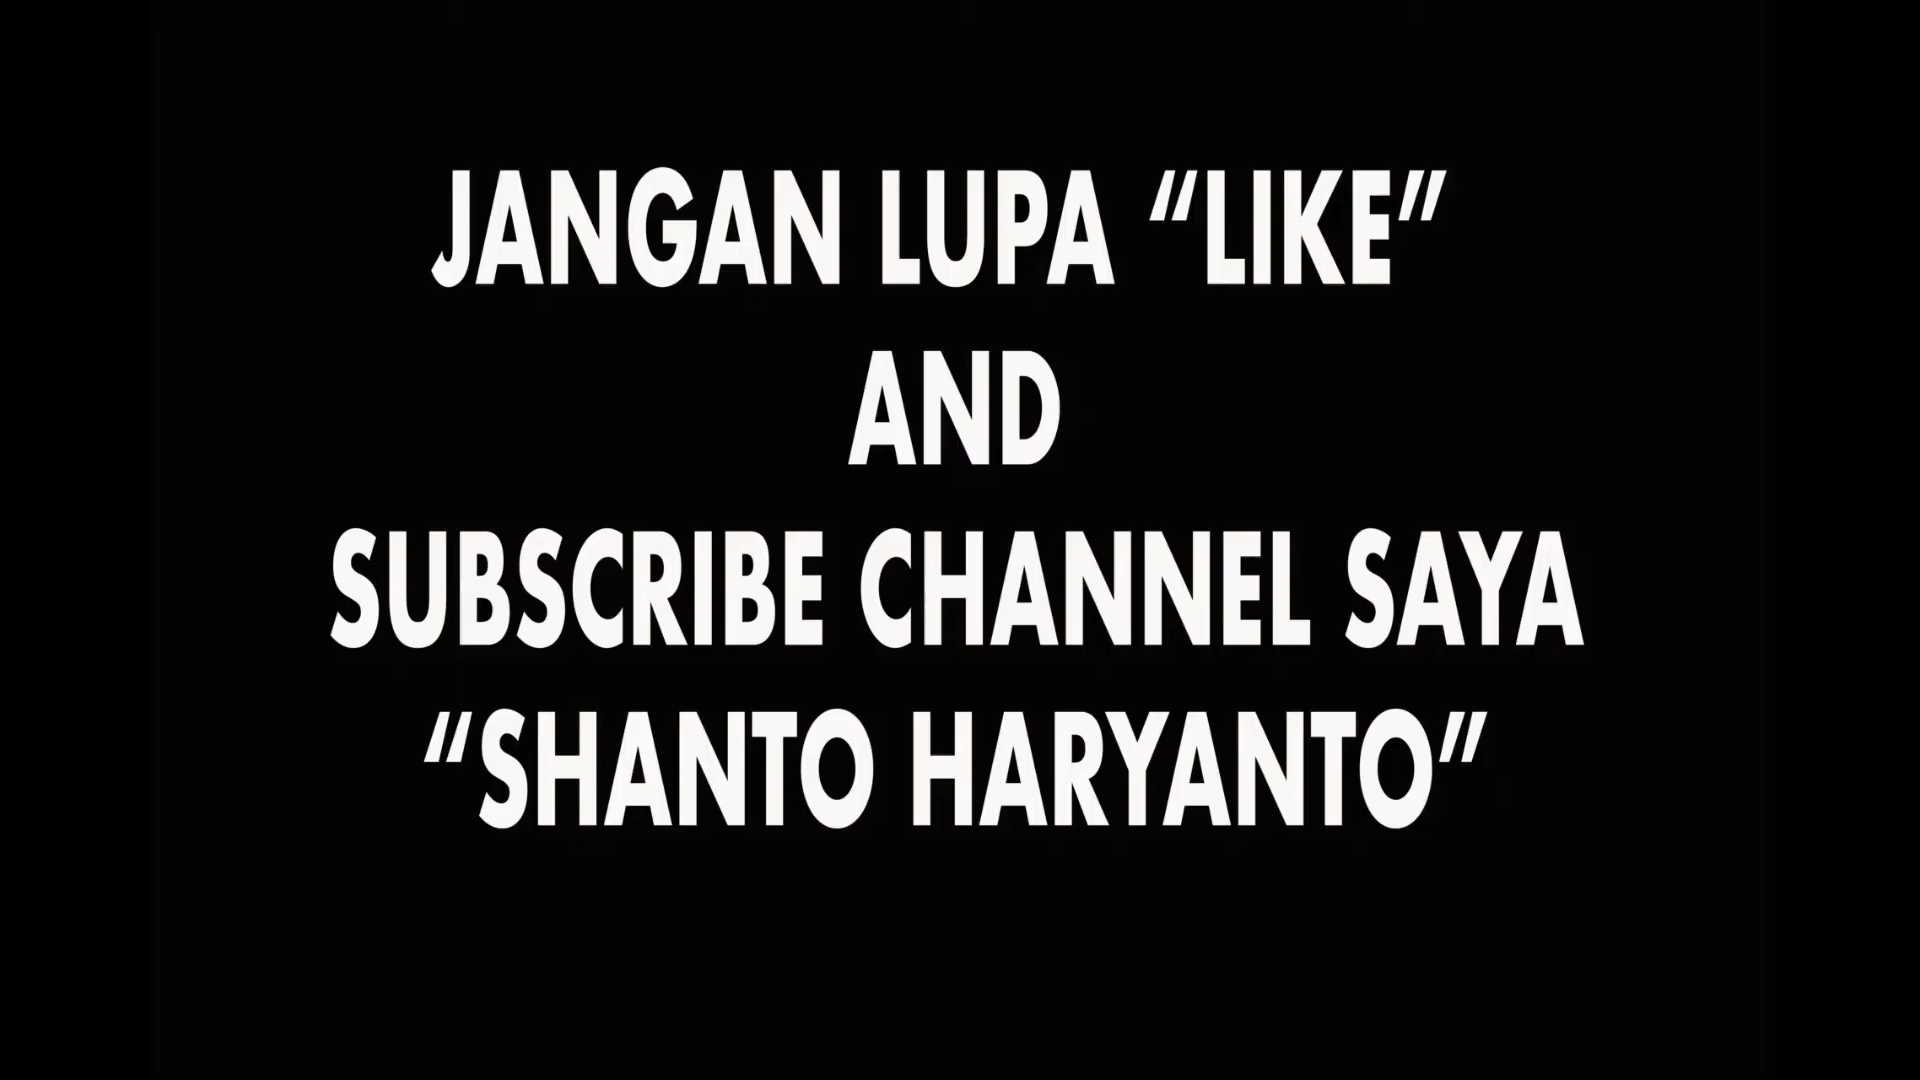 JANGAN LUPA “LIKE”
AND
SUBSCRIBE CHANNEL SAYA
“SHANTO HARYANTO”